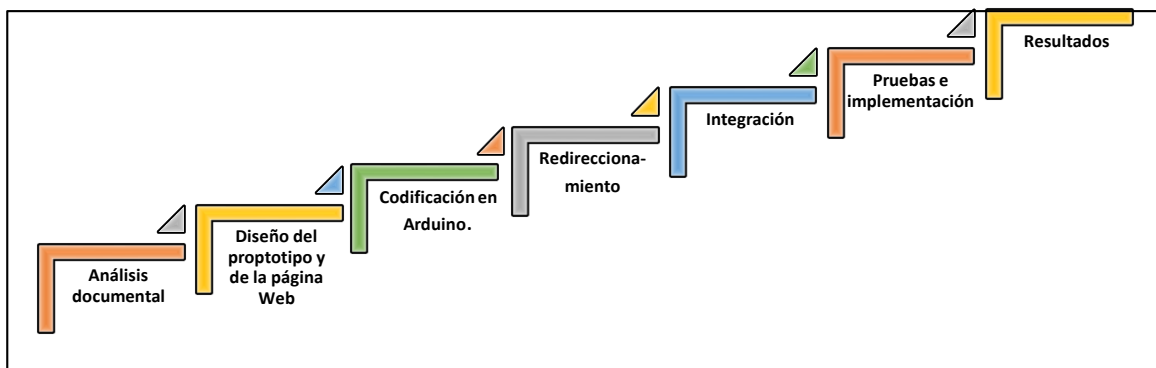 Análisis
documental
Diseño del
proptotipo y
de la página
Web
Codificación en
Arduino.
Redirecciona-
miento
Integración
Pruebas e
implementación
Resultados